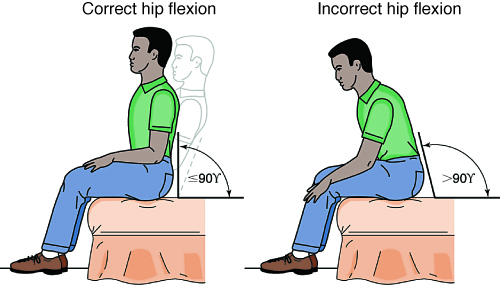 Correct hip flexion
Incorrect hip flexion
≤90ϒ
>90ϒ